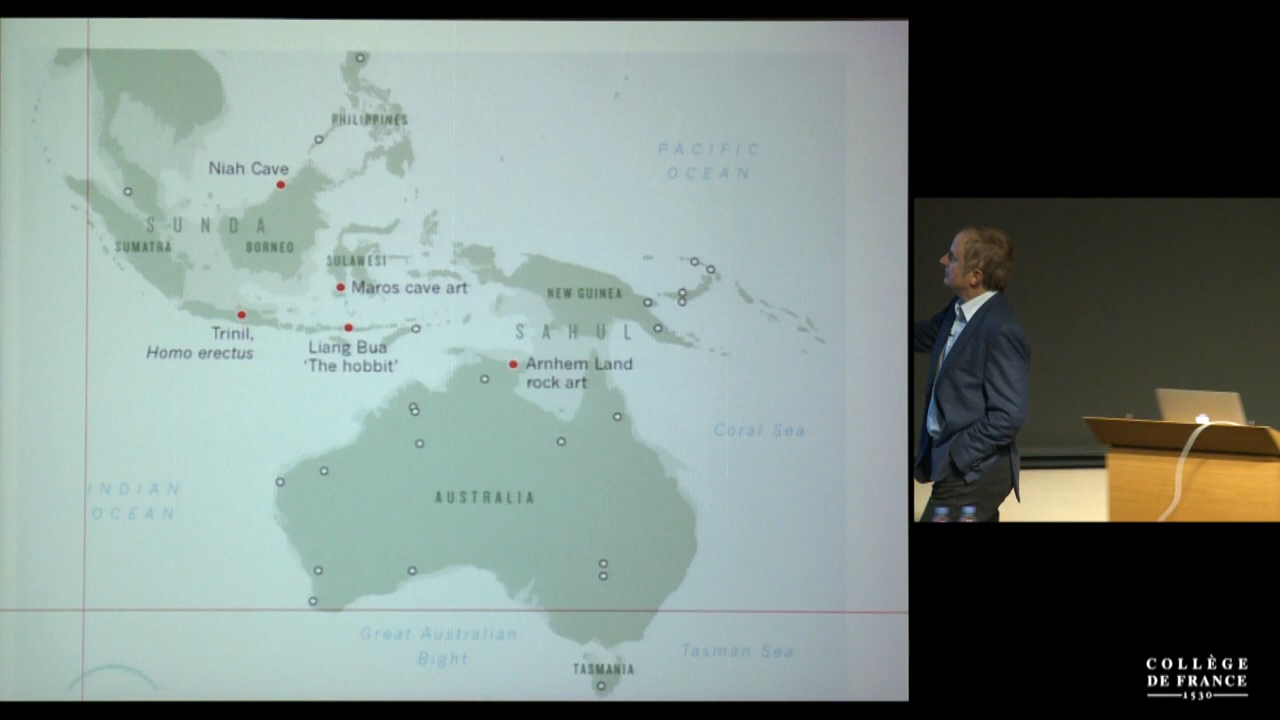 PHILIPPINES
PACIFIC
OCEAN
Niah Cave
SUNDA
SUMATRA
BORNEO
SULAWESI
Maros cave art
NEW GUINEA
SAHUL
Trinil,
Homo erectus
Liang Bua
‘The hobbit’
Arnhem Land
rock art
Coral Sea
INDIAN
OCEAN
AUSTRALIA
Great Australian
Bight
Tasman Sea
TASMANIA
COLLÈGE
DE FRANCE
1530